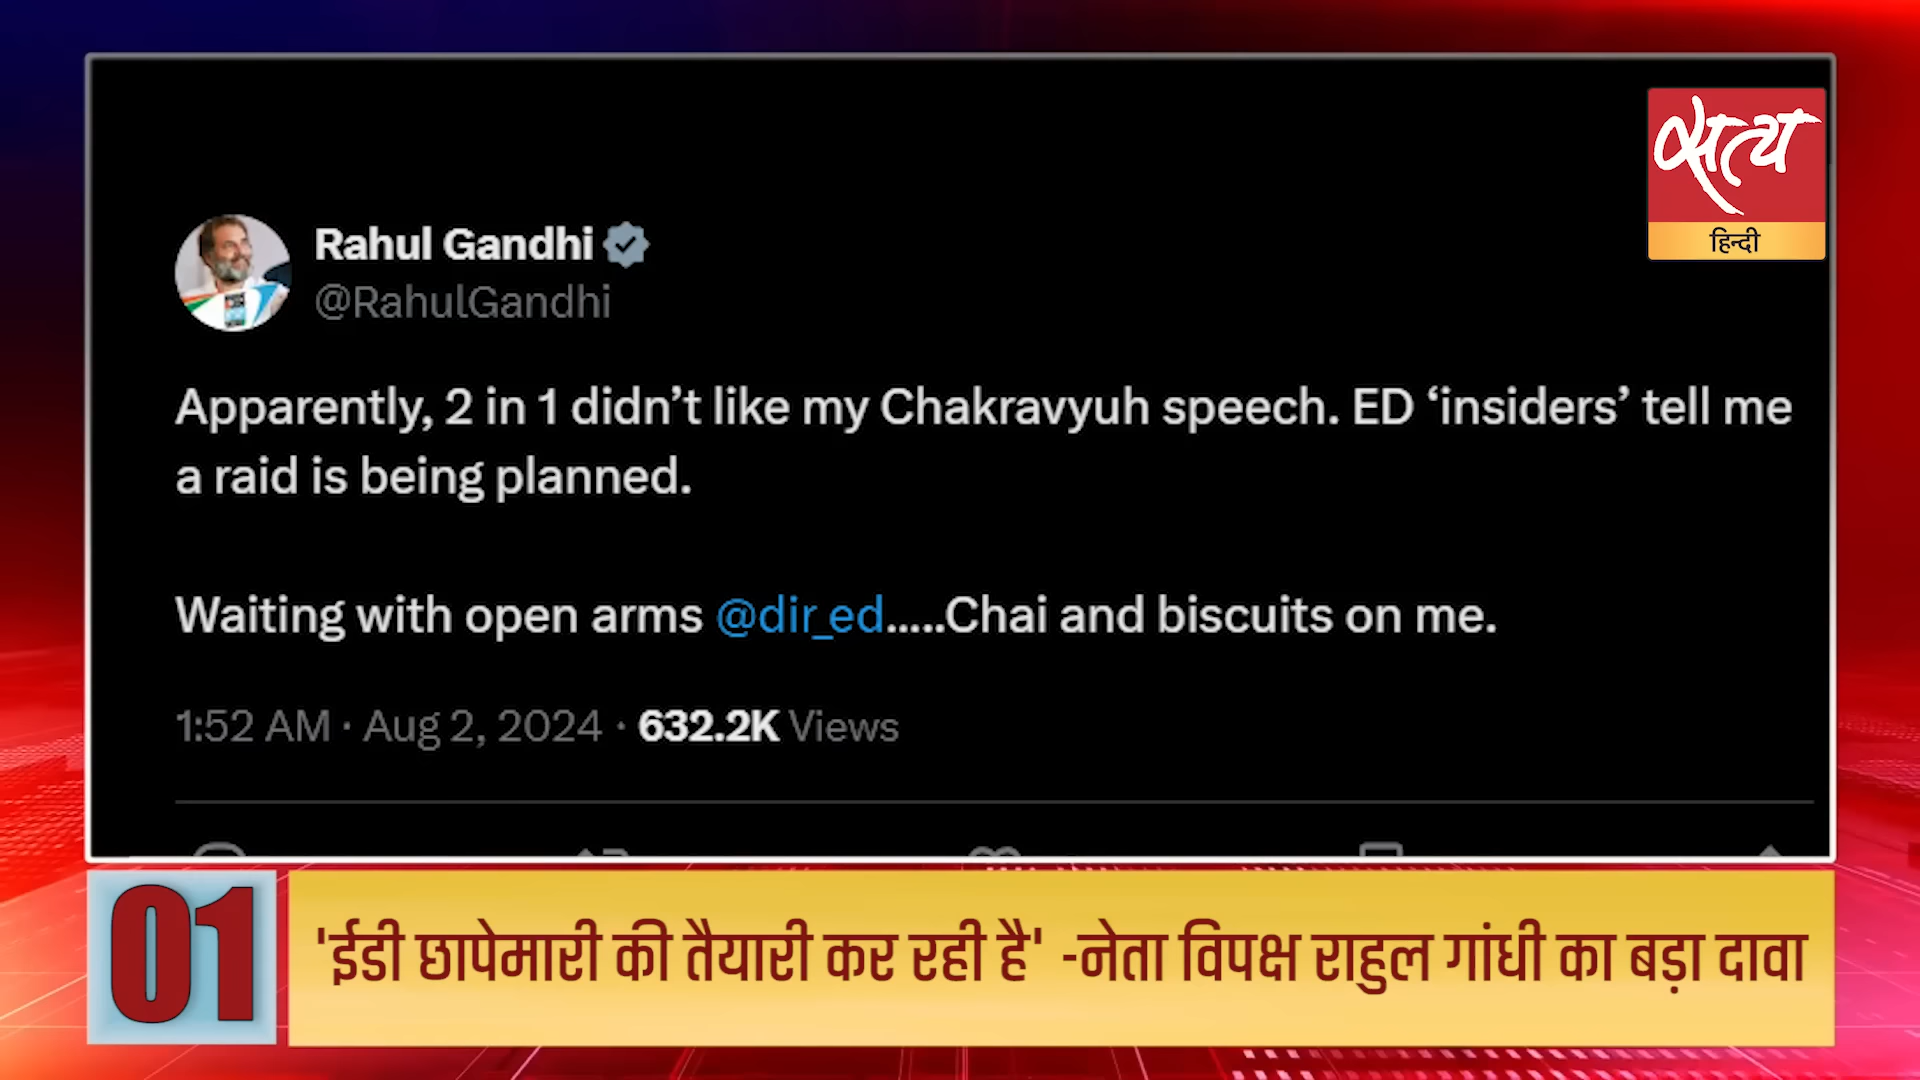 सत्य
हिन्दी
Rahul Gandhi
@RahulGandhi
Apparently, 2 in 1 didn’t like my Chakravyuh speech. ED ‘insiders’ tell me
a raid is being planned.
Waiting with open arms @dir_ed.....Chai and biscuits on me.
1:52 AM · Aug 2, 2024 · 632.2K Views
01
'ईडी छापेमारी की तैयारी कर रही है' -नेता विपक्ष राहुल गांधी का बड़ा दावा